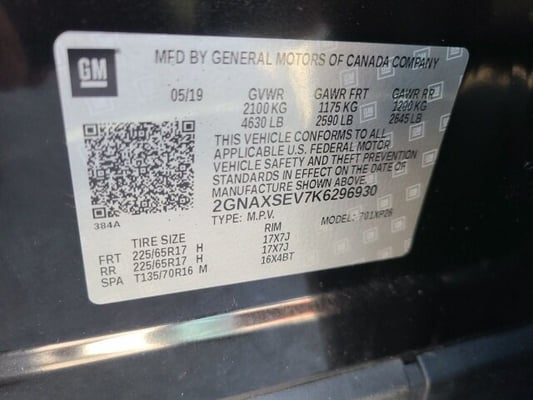 GM
MFD BY GENERAL MOTORS OF CANADA COMPANY
05/19 GVWR GAWR FRT GAWR RR
2100 KG 1175 KG 1200 KG
4630 LB 2590 LB 2645 LB
THIS VEHICLE CONFORMS TO ALL
APPLICABLE U.S. FEDERAL MOTOR
VEHICLE SAFETY AND THEFT PREVENTION
STANDARDS IN EFFECT ON THE DATE OF
MANUFACTURE SHOWN ABOVE.
2GNAXSEV7K6296930
384A
TYPE: M.P.V. MODEL: 701XP26
TIRE SIZE RIM
FRT 225/65R17 H 17X7J
RR 225/65R17 H 17X7J
SPA T135/70R16 M 16X4BT